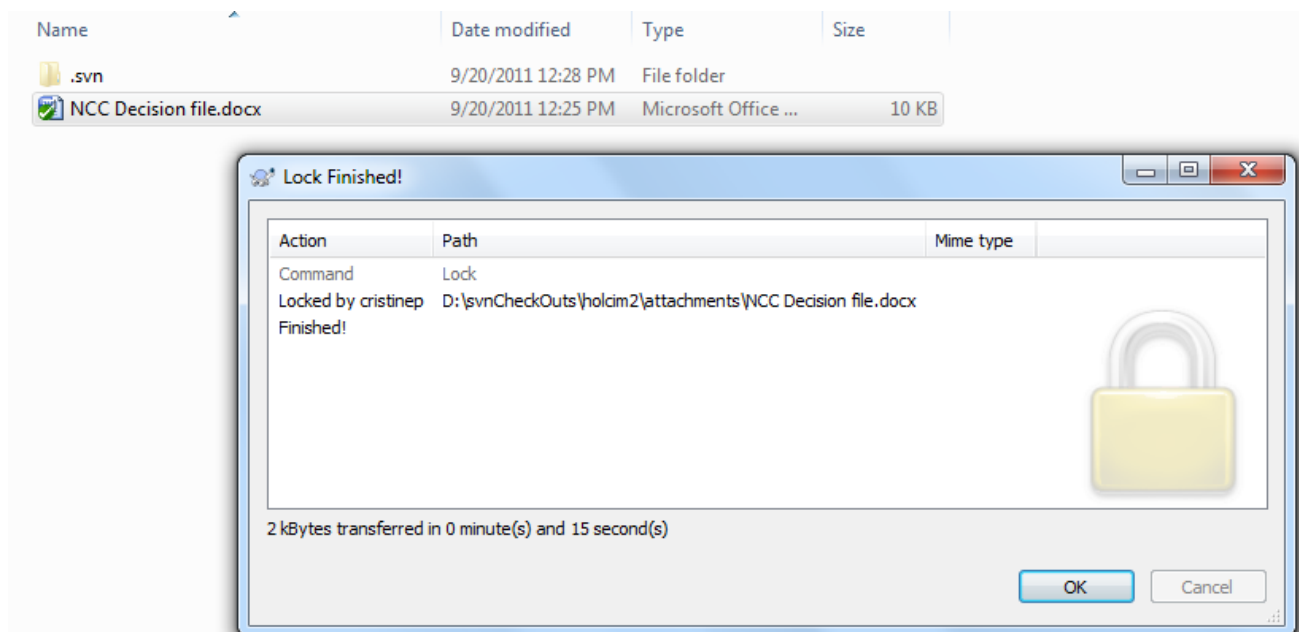 Name Date modified Type Size
.svn 9/20/2011 12:28 PM File folder
NCC Decision file.docx 9/20/2011 12:25 PM Microsoft Office ... 10 KB
Lock Finished!
Action Path Mime type
Command Lock
Locked by cristinep D:\svnCheckOuts\holcim2\attachments\NCC Decision file.docx
Finished!
2 kBytes transferred in 0 minute(s) and 15 second(s)
OK Cancel